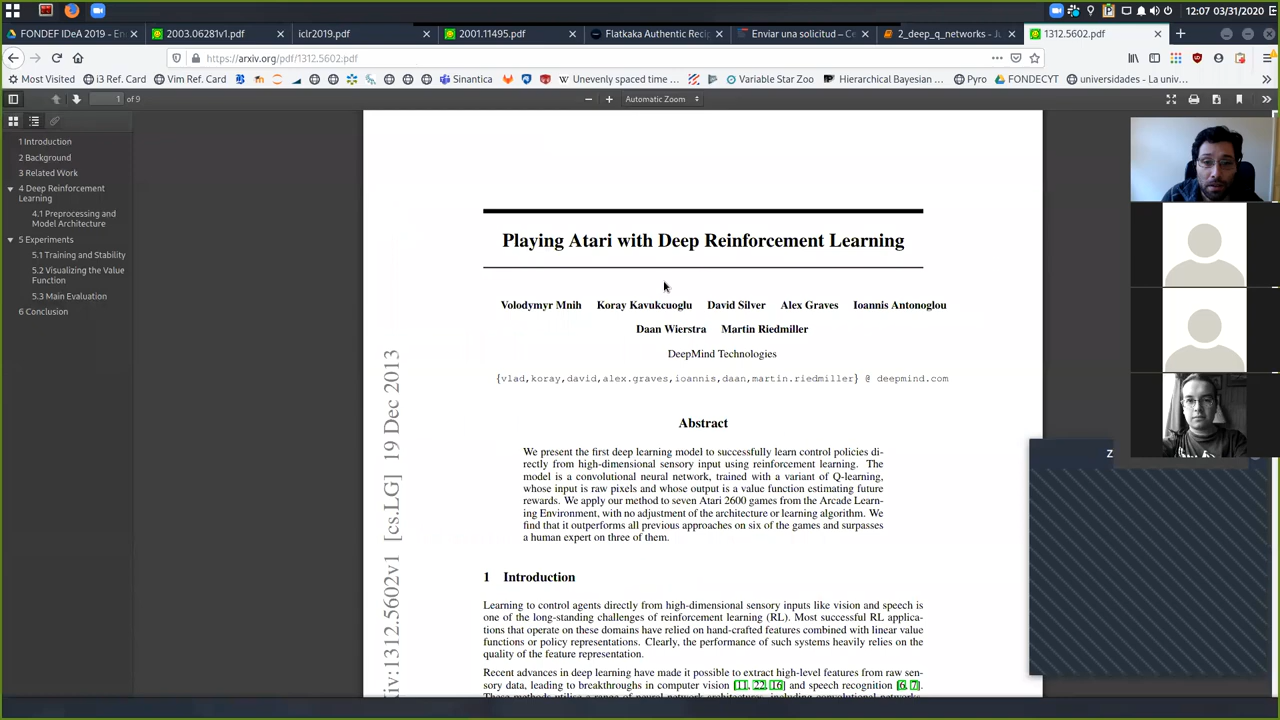 12:07 03/31/2020
FONDEF IDeA 2019 - En
2003.06281v1.pdf
iclr2019.pdf
2001.11495.pdf
Flatkaka Authentic Recip
Enviar una solicitud – Ce
2_deep_q_networks - Ju
1312.5602.pdf
https://arxiv.org/pdf/1312.5602.pdf
Most Visited
i3 Ref. Card
Vim Ref. Card
Sinantica
Unevenly spaced time ...
Variable Star Zoo
Hierarchical Bayesian ...
Pyro
FONDECYT
universidades - La univ...
1
of 9
Automatic Zoom
1 Introduction
2 Background
3 Related Work
4 Deep Reinforcement
Learning
4.1 Preprocessing and
Model Architecture
5 Experiments
5.1 Training and Stability
5.2 Visualizing the Value
Function
5.3 Main Evaluation
6 Conclusion
Playing Atari with Deep Reinforcement Learning
Volodymyr Mnih Koray Kavukcuoglu David Silver Alex Graves Ioannis Antonoglou
Daan Wierstra Martin Riedmiller
DeepMind Technologies
{vlad,koray,david,alex.graves,ioannis,daan,martin.riedmiller} @ deepmind.com
Abstract
We present the first deep learning model to successfully learn control policies di-
rectly from high-dimensional sensory input using reinforcement learning. The
model is a convolutional neural network, trained with a variant of Q-learning,
whose input is raw pixels and whose output is a value function estimating future
rewards. We apply our method to seven Atari 2600 games from the Arcade Learn-
ing Environment, with no adjustment of the architecture or learning algorithm. We
find that it outperforms all previous approaches on six of the games and surpasses
a human expert on three of them.
1 Introduction
Learning to control agents directly from high-dimensional sensory inputs like vision and speech is
one of the long-standing challenges of reinforcement learning (RL). Most successful RL applica-
tions that operate on these domains have relied on hand-crafted features combined with linear value
functions or policy representations. Clearly, the performance of such systems heavily relies on the
quality of the feature representation.
Recent advances in deep learning have made it possible to extract high-level features from raw sen-
sory data, leading to breakthroughs in computer vision [11, 22, 16] and speech recognition [6, 7].
These methods utilise a range of neural network architectures, including convolutional networks,
iv:1312.5602v1 [cs.LG] 19 Dec 2013
Z